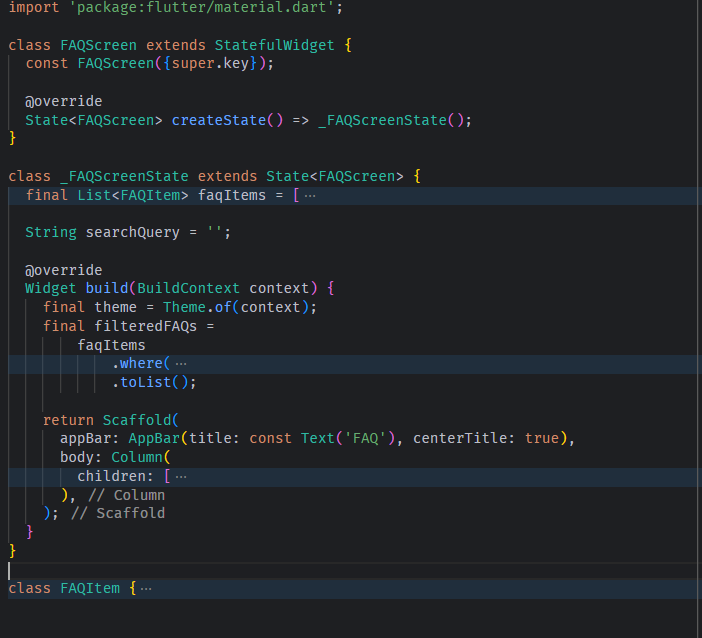 import 'package:flutter/material.dart';
class FAQScreen extends StatefulWidget {
const FAQScreen({super.key});
@override
State<FAQScreen> createState() => _FAQScreenState();
}
class _FAQScreenState extends State<FAQScreen> {
final List<FAQItem> faqItems = [ ⋯
String searchQuery = '';
@override
Widget build(BuildContext context) {
final theme = Theme.of(context);
final filteredFAQs =
faqItems
.where( ⋯
.toList();
return Scaffold(
appBar: AppBar(title: const Text('FAQ'), centerTitle: true),
body: Column(
children: [ ⋯
), // Column
); // Scaffold
}
}
class FAQItem { ⋯